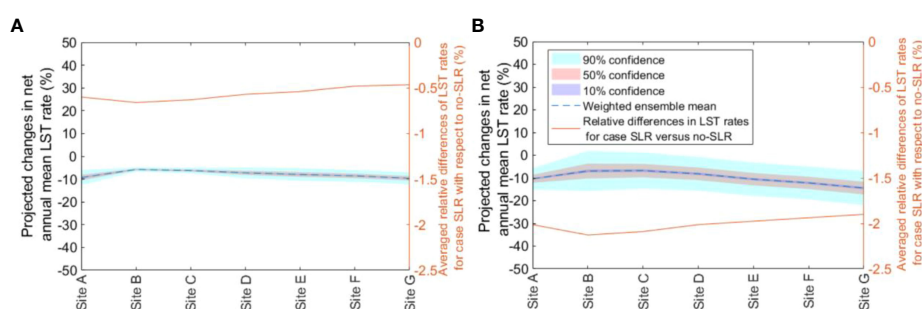 A
B
50
40
30
20
10
0
-10
-20
-30
-40
-50
Projected changes in net
annual mean LST rate (%)
0
-0.5
-1
-1.5
-2
-2.5
Averaged relative differences of LST rates
for case SLR with respect to no-SLR (%)
Site A
Site B
Site C
Site D
Site E
Site F
Site G
50
40
30
20
10
0
-10
-20
-30
-40
-50
Projected changes in net
annual mean LST rate (%)
90% confidence
50% confidence
10% confidence
Weighted ensemble mean
Relative differences in LST rates
for case SLR versus no-SLR
0
-0.5
-1
-1.5
-2
-2.5
Averaged relative differences of LST rates
for case SLR with respect to no-SLR (%)
Site A
Site B
Site C
Site D
Site E
Site F
Site G